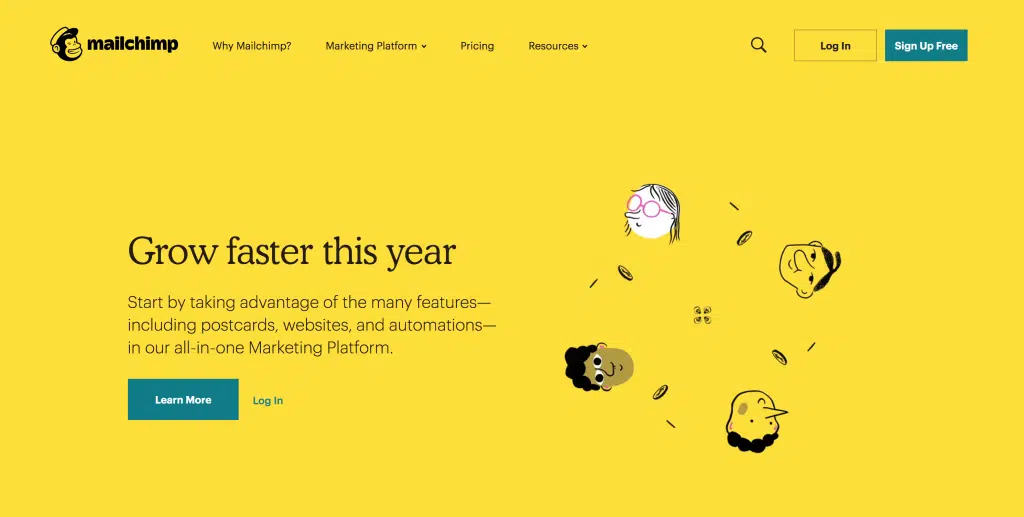 mailchimp
Why Mailchimp?
Marketing Platform
Pricing
Resources
Log In
Sign Up Free
Grow faster this year
Start by taking advantage of the many features—
including postcards, websites, and automations—
in our all-in-one Marketing Platform.
Learn More
Log In